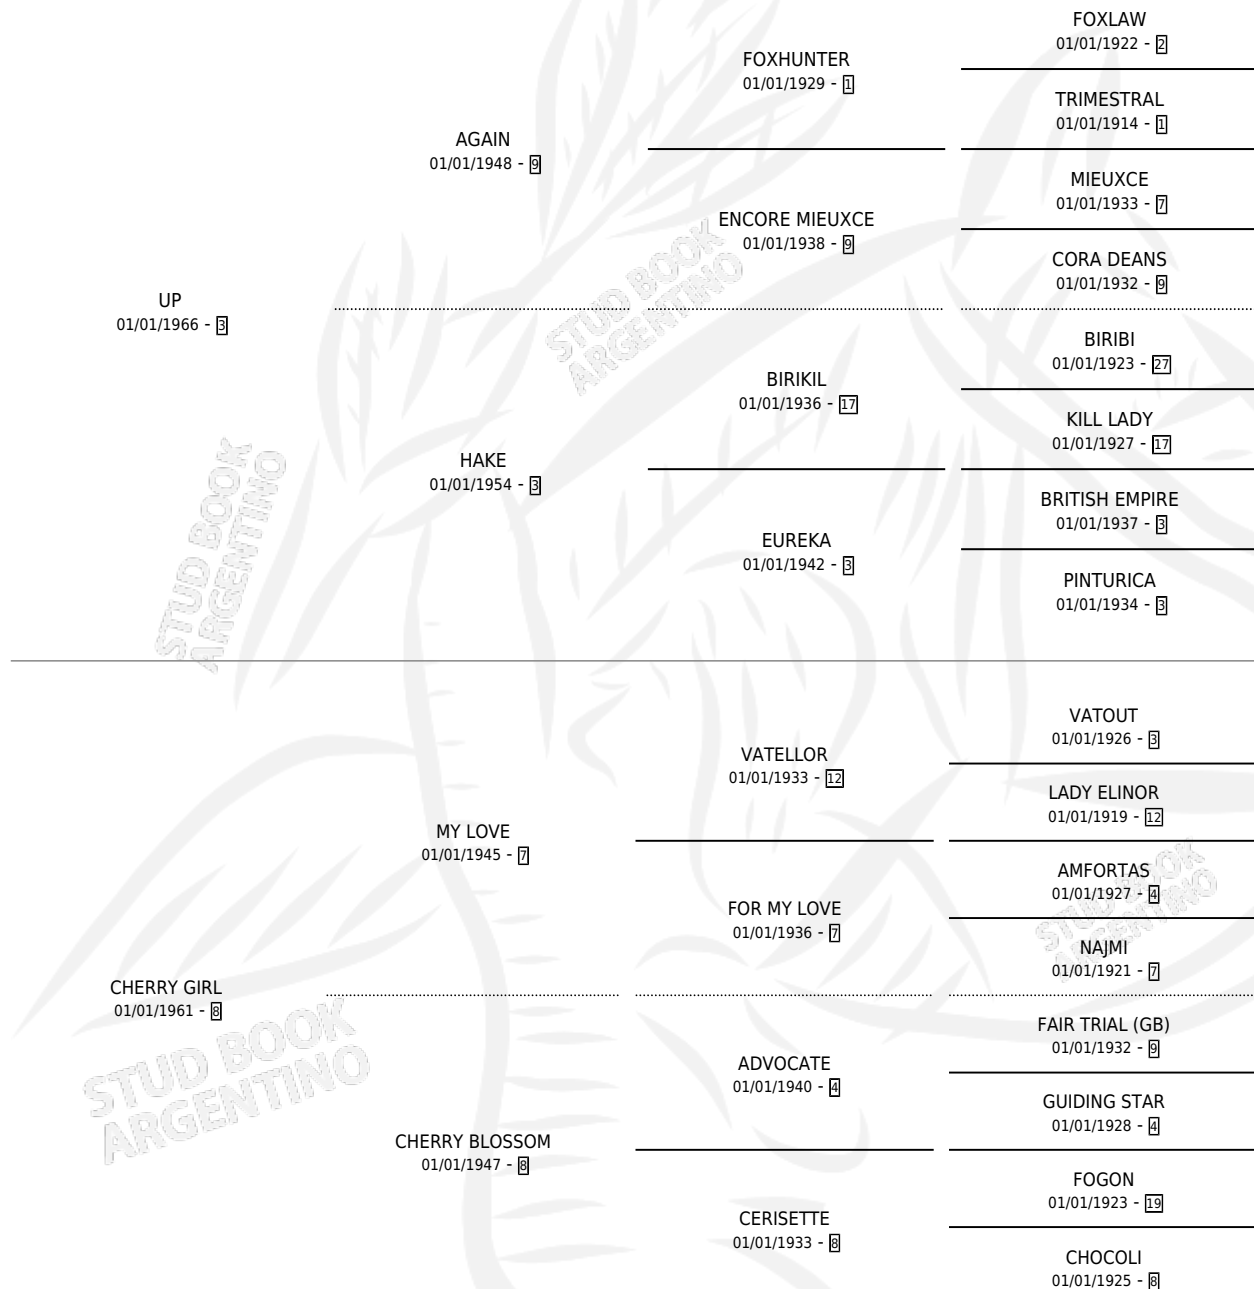 UP
01/01/1966 - 3
AGAIN
01/01/1948 - 9
FOXHUNTER
01/01/1929 - 1
FOXLAW
01/01/1922 - 2
TRIMESTRAL
01/01/1914 - 1
ENCORE MIEUXCE
01/01/1938 - 9
MIEUXCE
01/01/1933 - 7
CORA DEANS
01/01/1932 - 9
HAKE
01/01/1954 - 3
BIRIKIL
01/01/1936 - 17
BIRIBI
01/01/1923 - 27
KILL LADY
01/01/1927 - 17
EUREKA
01/01/1942 - 3
BRITISH EMPIRE
01/01/1937 - 3
PINTURICA
01/01/1934 - 3
CHERRY GIRL
01/01/1961 - 8
MY LOVE
01/01/1945 - 7
VATELLOR
01/01/1933 - 12
VATOUT
01/01/1926 - 3
LADY ELINOR
01/01/1919 - 12
FOR MY LOVE
01/01/1936 - 7
AMFORTAS
01/01/1927 - 4
NAJMI
01/01/1921 - 7
CHERRY BLOSSOM
01/01/1947 - 8
ADVOCATE
01/01/1940 - 4
FAIR TRIAL (GB)
01/01/1932 - 9
GUIDING STAR
01/01/1928 - 4
CERISETTE
01/01/1933 - 8
FOGON
01/01/1923 - 19
CHOCOLI
01/01/1925 - 8
STUD BOOK
ARGENTINO
STUD BOOK
ARGENTINO
STUD BOOK
ARGENTINO
STUD BOOK
ARGENTINO